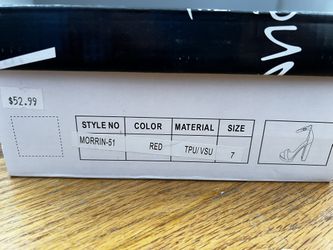 $52.99
STYLE NO COLOR MATERIAL SIZE
MORRIN-51 RED TPU/VSU 7